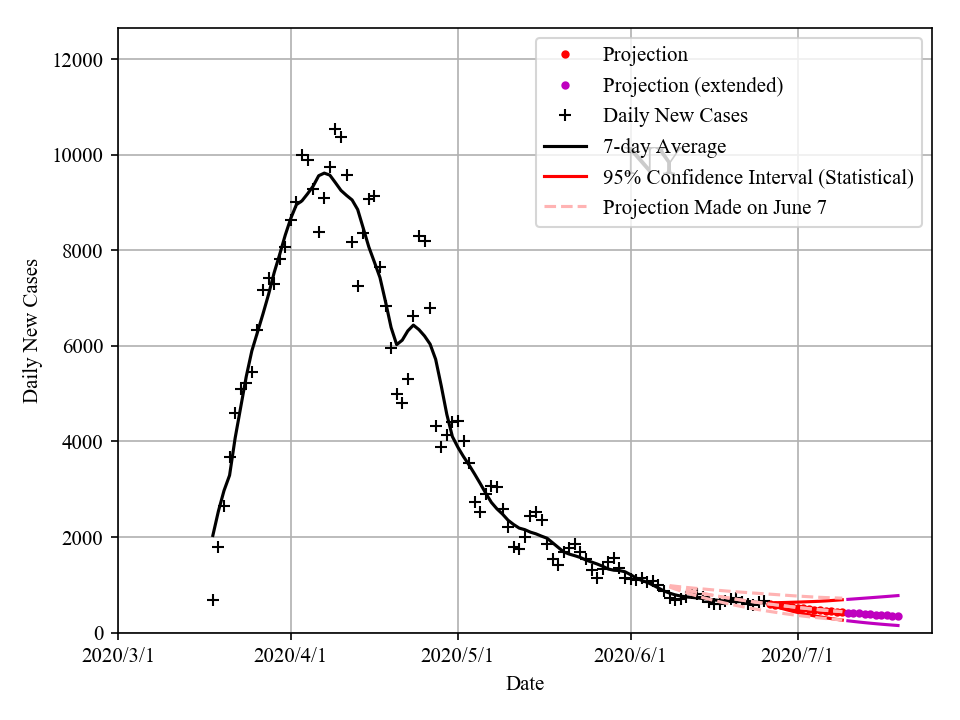 12000
10000
8000
6000
4000
2000
0
Daily New Cases
2020/3/1
2020/4/1
2020/5/1
2020/6/1
2020/7/1
Date
NY
Projection
Projection (extended)
Daily New Cases
7-day Average
95% Confidence Interval (Statistical)
Projection Made on June 7